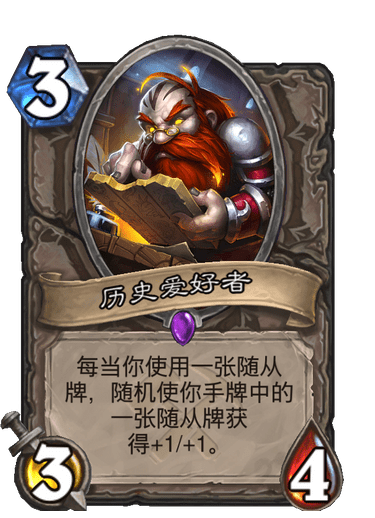 3
历史爱好者
每当你使用一张随从
牌，随机使你手牌中的
一张随从牌获
得+1/+1。
3
4